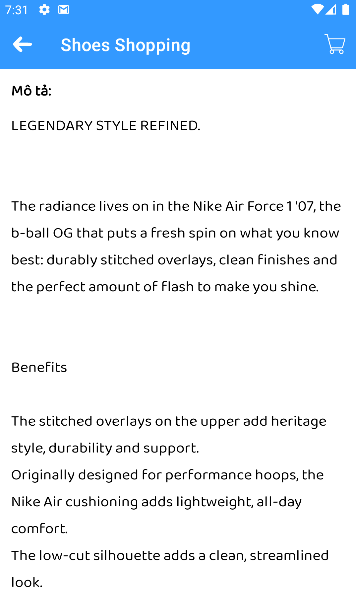 7:31
Shoes Shopping
Mô tả:
LEGENDARY STYLE REFINED.
The radiance lives on in the Nike Air Force 1 '07, the
b-ball OG that puts a fresh spin on what you know
best: durably stitched overlays, clean finishes and
the perfect amount of flash to make you shine.
Benefits
The stitched overlays on the upper add heritage
style, durability and support.
Originally designed for performance hoops, the
Nike Air cushioning adds lightweight, all-day
comfort.
The low-cut silhouette adds a clean, streamlined
look.